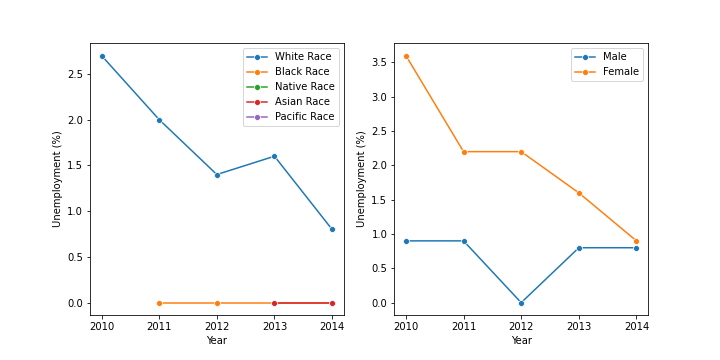 White Race
Black Race
Native Race
Asian Race
Pacific Race
Unemployment (%)
2.5
2.0
1.5
1.0
0.5
0.0
2010 2011 2012 2013 2014
Year
Male
Female
Unemployment (%)
3.5
3.0
2.5
2.0
1.5
1.0
0.5
0.0
2010 2011 2012 2013 2014
Year